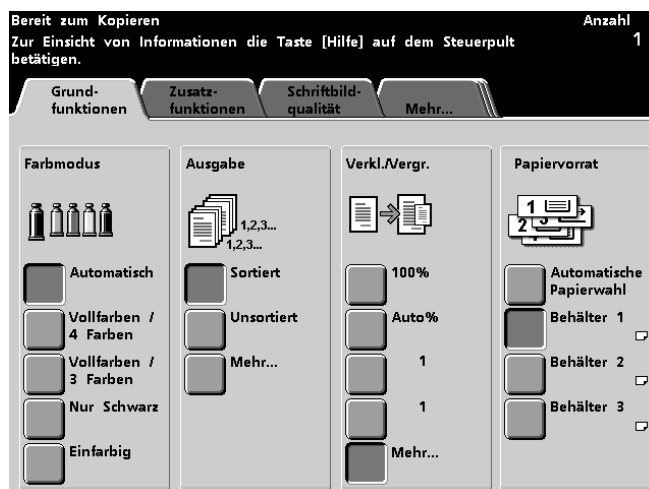 Bereit zum Kopieren
Anzahl
Zur Einsicht von Informationen die Taste [Hilfe] auf dem Steuerpult
1
betätigen.
Grund-
funktionen
Zusatz-
funktionen
Schriftbild-
qualität
Mehr...
Farbmodus
Automatisch
Vollfarben /
4 Farben
Vollfarben /
3 Farben
Nur Schwarz
Einfarbig
Ausgabe
1,2,3...
1,2,3...
Sortiert
Unsortiert
Mehr...
Verkl./Vergr.
100%
Auto%
1
1
Mehr...
Papiervorrat
1
2
3
Automatische
Papierwahl
Behälter 1
Behälter 2
Behälter 3